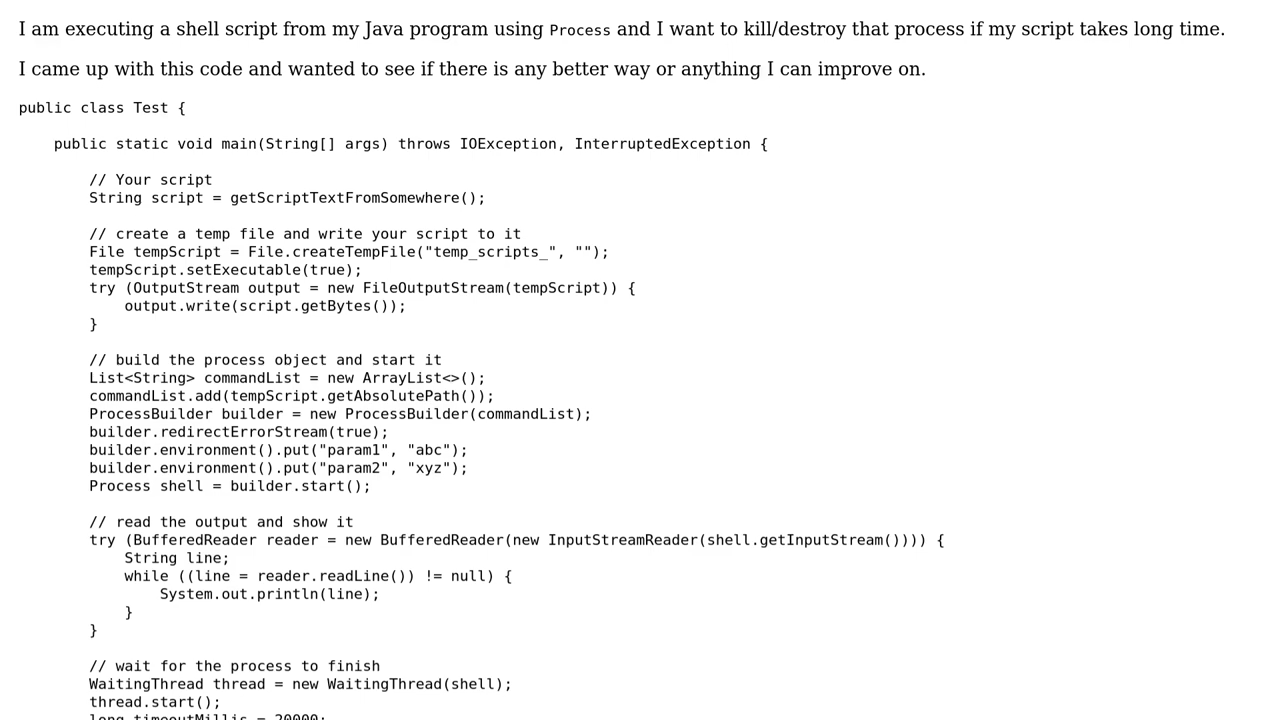 I am executing a shell script from my Java program using Process and I want to kill/destroy that process if my script takes long time.
I came up with this code and wanted to see if there is any better way or anything I can improve on.
public class Test {
    public static void main(String[] args) throws IOException, InterruptedException {
        // Your script
        String script = getScriptTextFromSomewhere();
        // create a temp file and write your script to it
        File tempScript = File.createTempFile("temp_scripts_", "");
        tempScript.setExecutable(true);
        try (OutputStream output = new FileOutputStream(tempScript)) {
            output.write(script.getBytes());
        }
        // build the process object and start it
        List<String> commandList = new ArrayList<>();
        commandList.add(tempScript.getAbsolutePath());
        ProcessBuilder builder = new ProcessBuilder(commandList);
        builder.redirectErrorStream(true);
        builder.environment().put("param1", "abc");
        builder.environment().put("param2", "xyz");
        Process shell = builder.start();
        // read the output and show it
        try (BufferedReader reader = new BufferedReader(new InputStreamReader(shell.getInputStream()))) {
            String line;
            while ((line = reader.readLine()) != null) {
                System.out.println(line);
            }
        }
        // wait for the process to finish
        WaitingThread thread = new WaitingThread(shell);
        thread.start();
        long timeoutMillis = 20000;